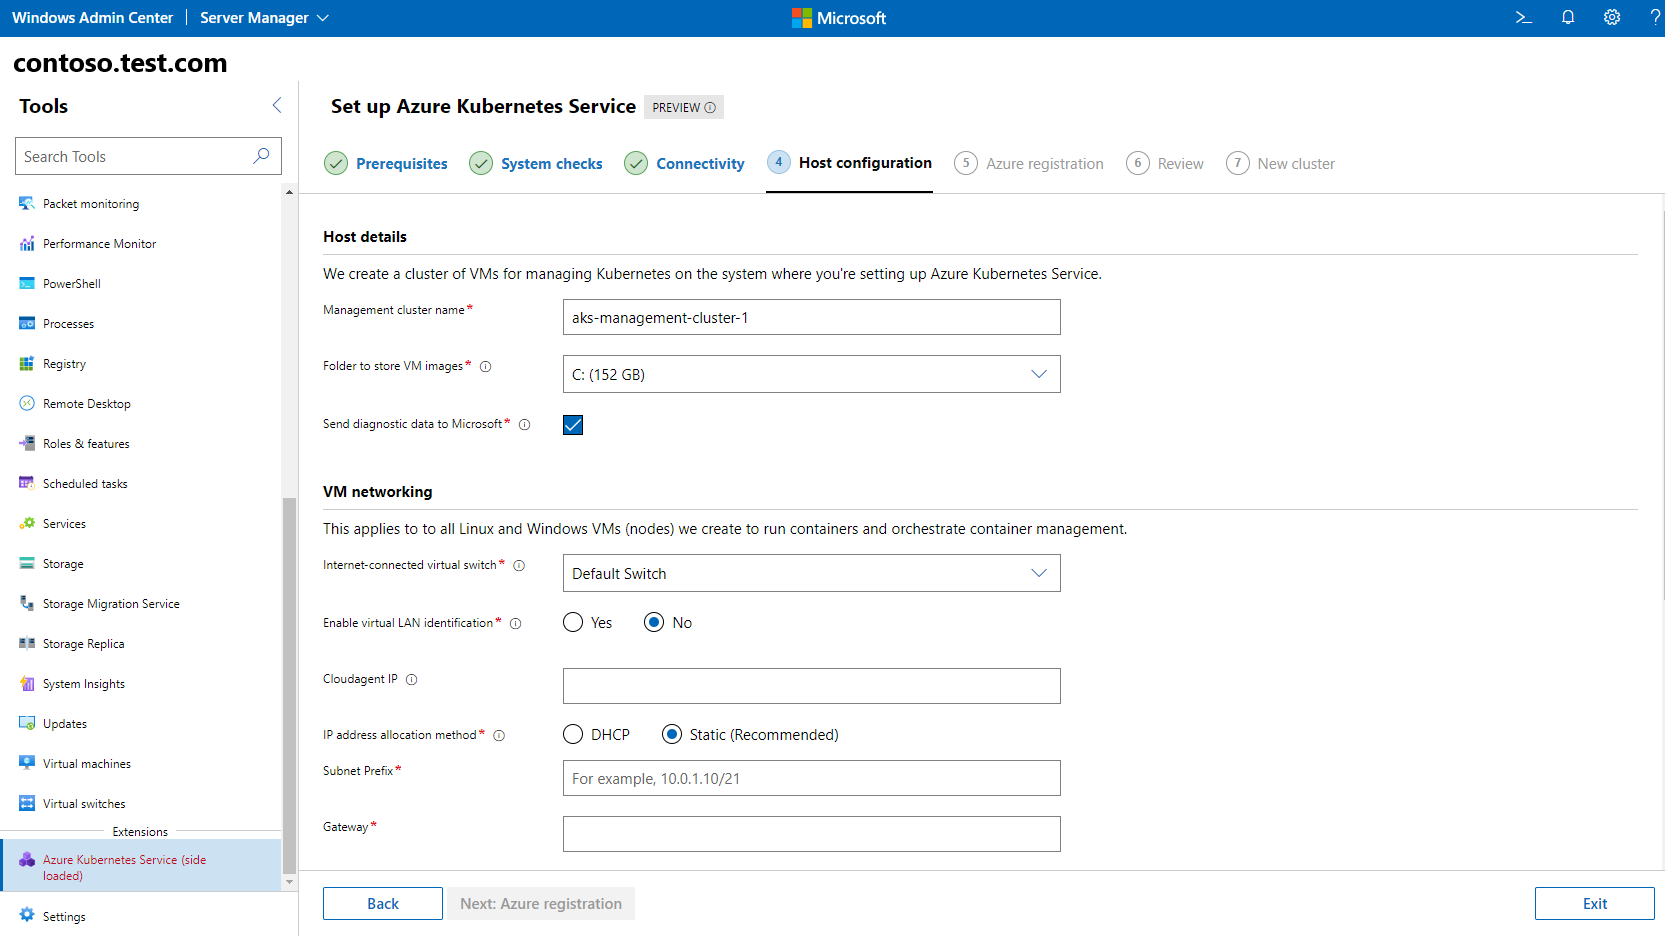 Windows Admin Center | Server Manager
Microsoft
contoso.test.com
Tools
Search Tools
Packet monitoring
Performance Monitor
PowerShell
Processes
Registry
Remote Desktop
Roles & features
Scheduled tasks
Services
Storage
Storage Migration Service
Storage Replica
System Insights
Updates
Virtual machines
Virtual switches
Extensions
Azure Kubernetes Service (side
loaded)
Settings
Set up Azure Kubernetes Service PREVIEW
Prerequisites System checks Connectivity 4 Host configuration 5 Azure registration 6 Review 7 New cluster
Host details
We create a cluster of VMs for managing Kubernetes on the system where you're setting up Azure Kubernetes Service.
Management cluster name* aks-management-cluster-1
Folder to store VM images* C: (152 GB)
Send diagnostic data to Microsoft*
VM networking
This applies to to all Linux and Windows VMs (nodes) we create to run containers and orchestrate container management.
Internet-connected virtual switch* Default Switch
Enable virtual LAN identification* Yes No
Cloudagent IP
IP address allocation method* DHCP Static (Recommended)
Subnet Prefix* For example, 10.0.1.10/21
Gateway*
Back Next: Azure registration Exit